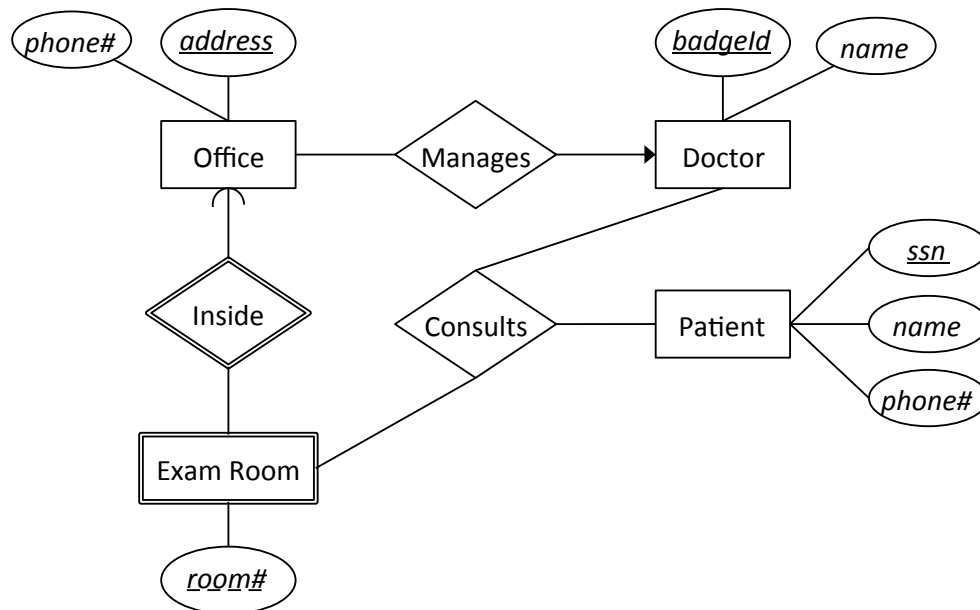 phone#
address
badgeId
name
Office
Manages
Doctor
ssn
Inside
Consults
Patient
name
phone#
Exam Room
room#